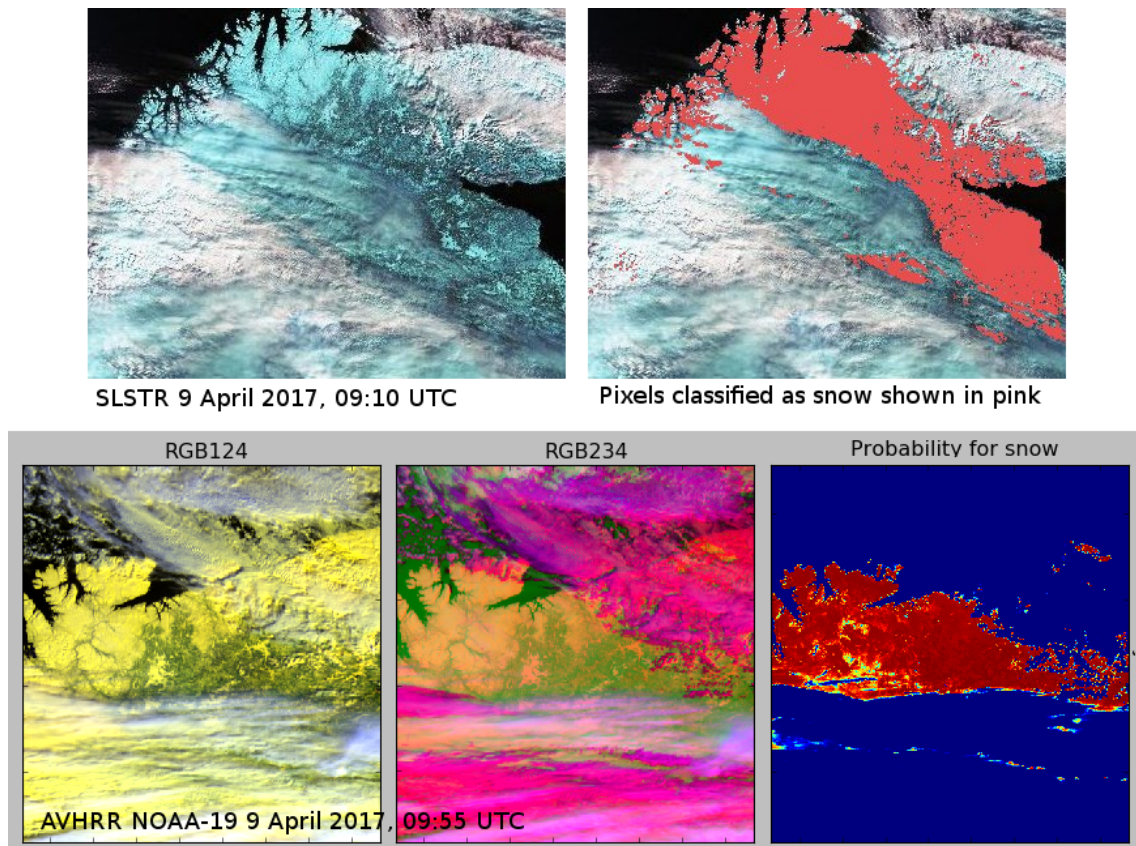 SLSTR 9 April 2017, 09:10 UTC
Pixels classified as snow shown in pink
RGB124
RGB234
Probability for snow
AVHRR NOAA-19 9 April 2017, 09:55 UTC